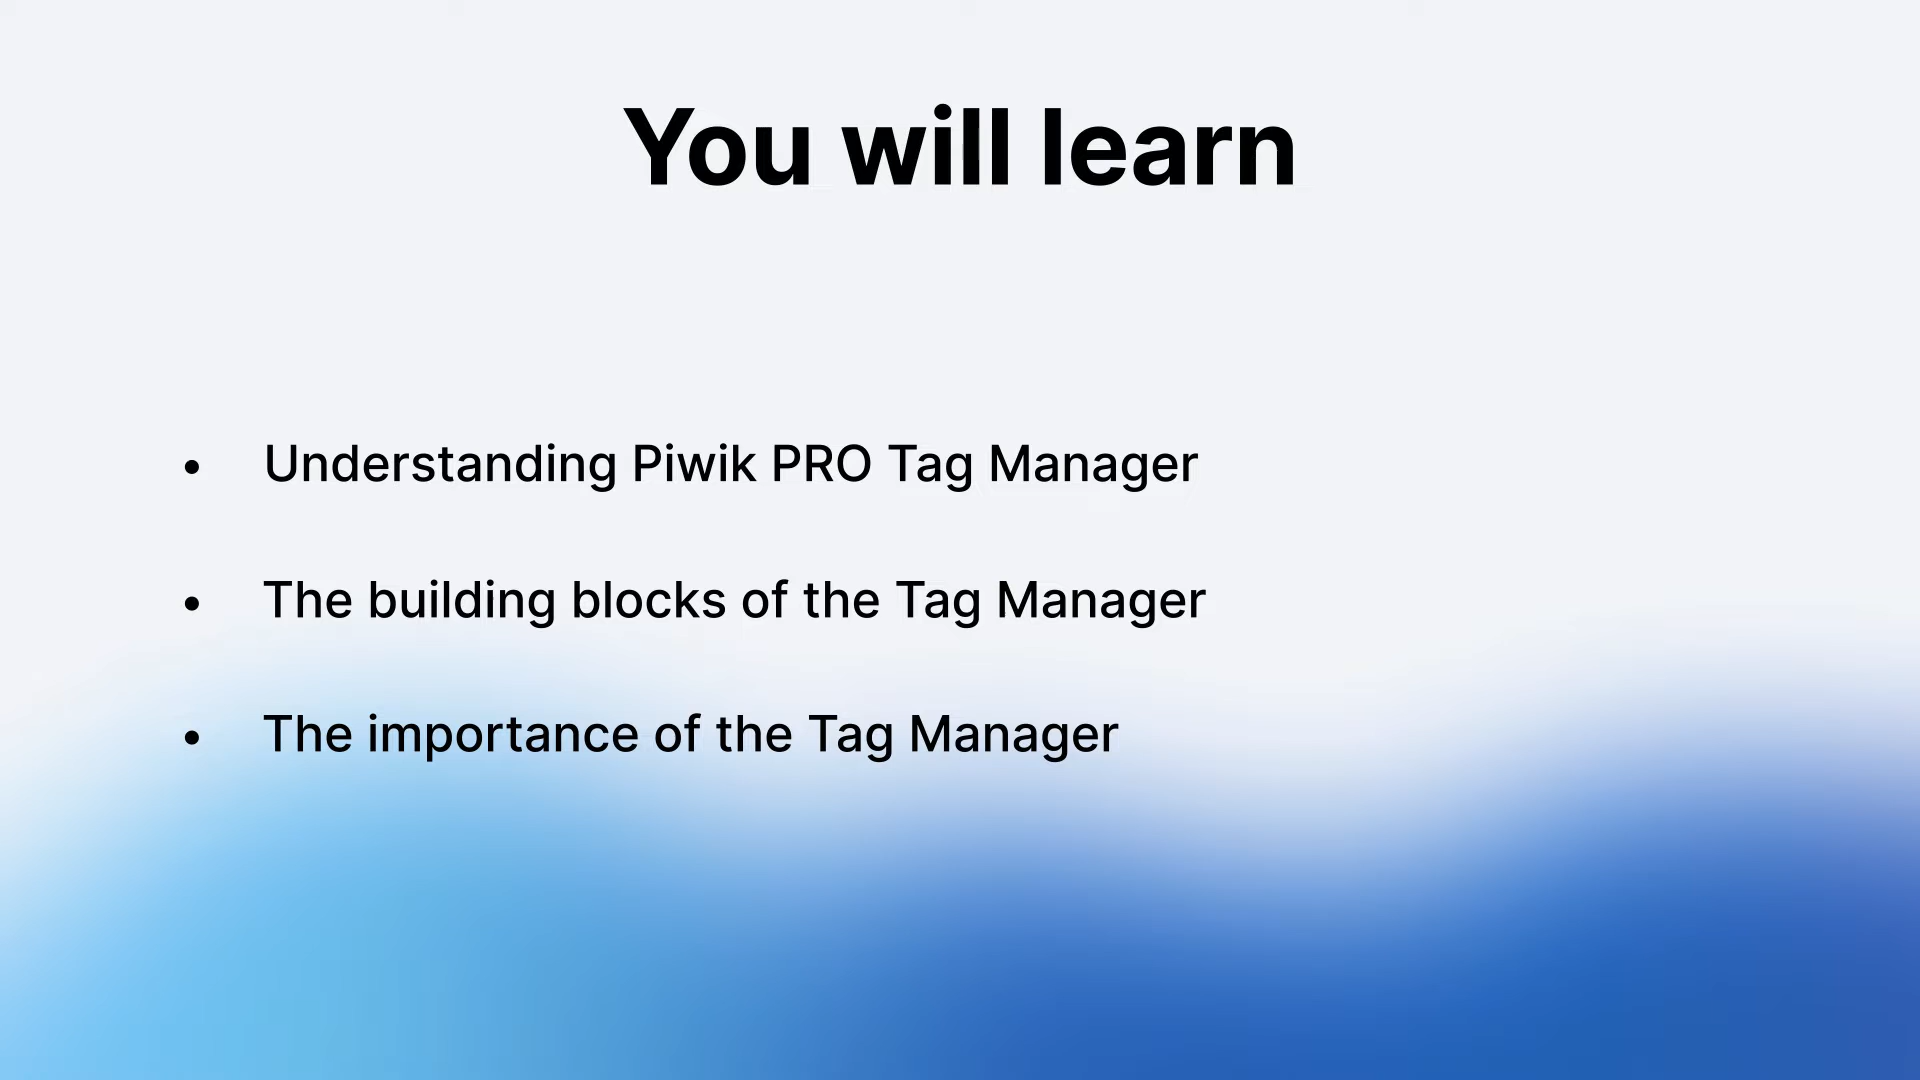 You will learn
• Understanding Piwik PRO Tag Manager
• The building blocks of the Tag Manager
• The importance of the Tag Manager